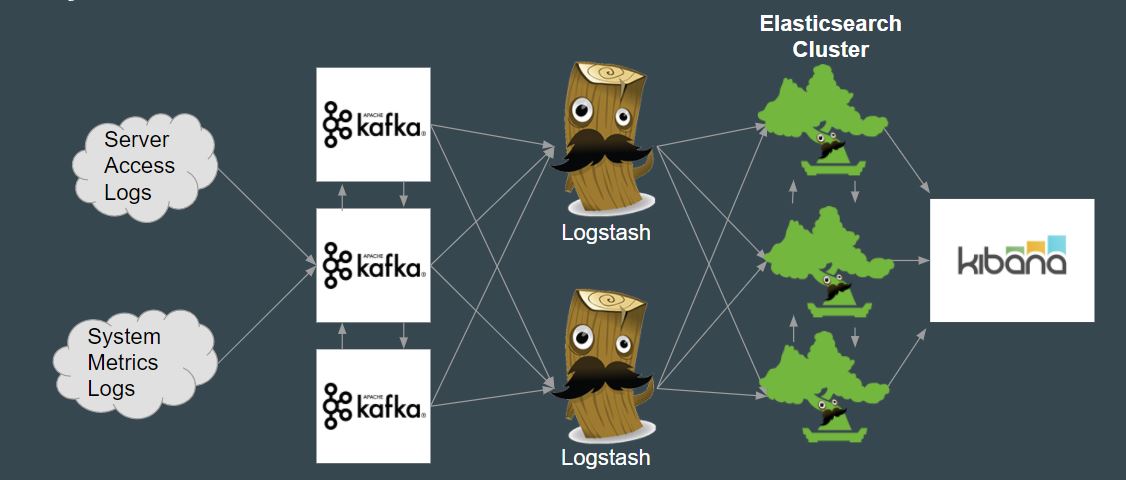 Server
Access
Logs
System
Metrics
Logs
APACHE
kafka®
APACHE
kafka®
APACHE
kafka®
Logstash
Logstash
Elasticsearch
Cluster
kibana